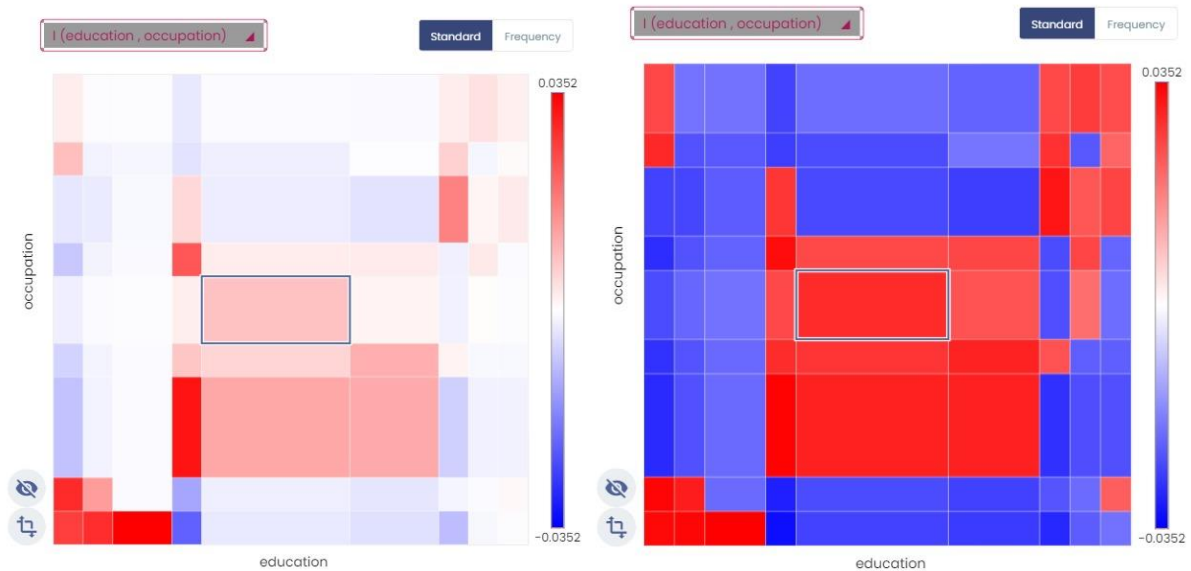 I (education , occupation)
Standard
Frequency
0.0352
occupation
−0.0352
education
I (education , occupation)
Standard
Frequency
0.0352
occupation
−0.0352
education